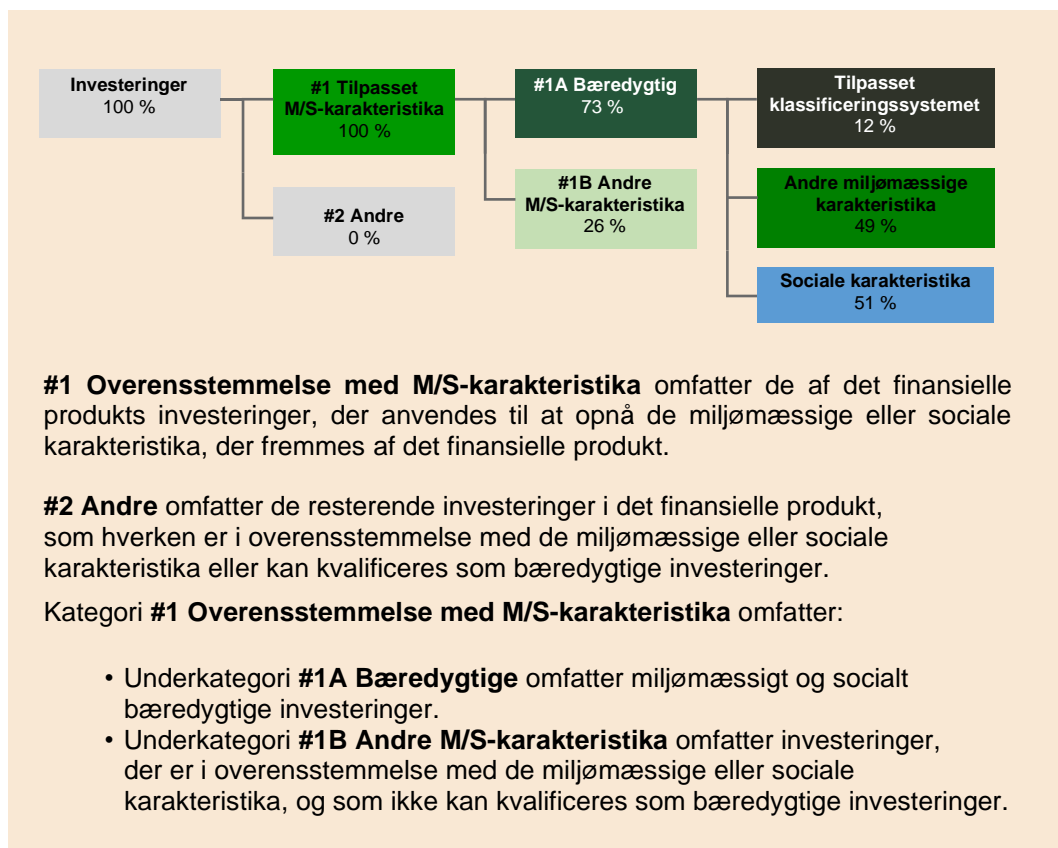 Investeringer
100 %
#1 Tilpasset
M/S-karakteristika
100 %
#1A Bæredygtig
73 %
Tilpasset
klassificeringssystemet
12 %
#2 Andre
0 %
#1B Andre
M/S-karakteristika
26 %
Andre miljømæssige
karakteristika
49 %
Sociale karakteristika
51 %
#1 Overensstemmelse med M/S-karakteristika omfatter de af det finansielle
produkts investeringer, der anvendes til at opnå de miljømæssige eller sociale
karakteristika, der fremmes af det finansielle produkt.
#2 Andre omfatter de resterende investeringer i det finansielle produkt,
som hverken er i overensstemmelse med de miljømæssige eller sociale
karakteristika eller kan kvalificeres som bæredygtige investeringer.
Kategori #1 Overensstemmelse med M/S-karakteristika omfatter:
• Underkategori #1A Bæredygtige omfatter miljømæssigt og socialt
bæredygtige investeringer.
• Underkategori #1B Andre M/S-karakteristika omfatter investeringer,
der er i overensstemmelse med de miljømæssige eller sociale
karakteristika, og som ikke kan kvalificeres som bæredygtige investeringer.